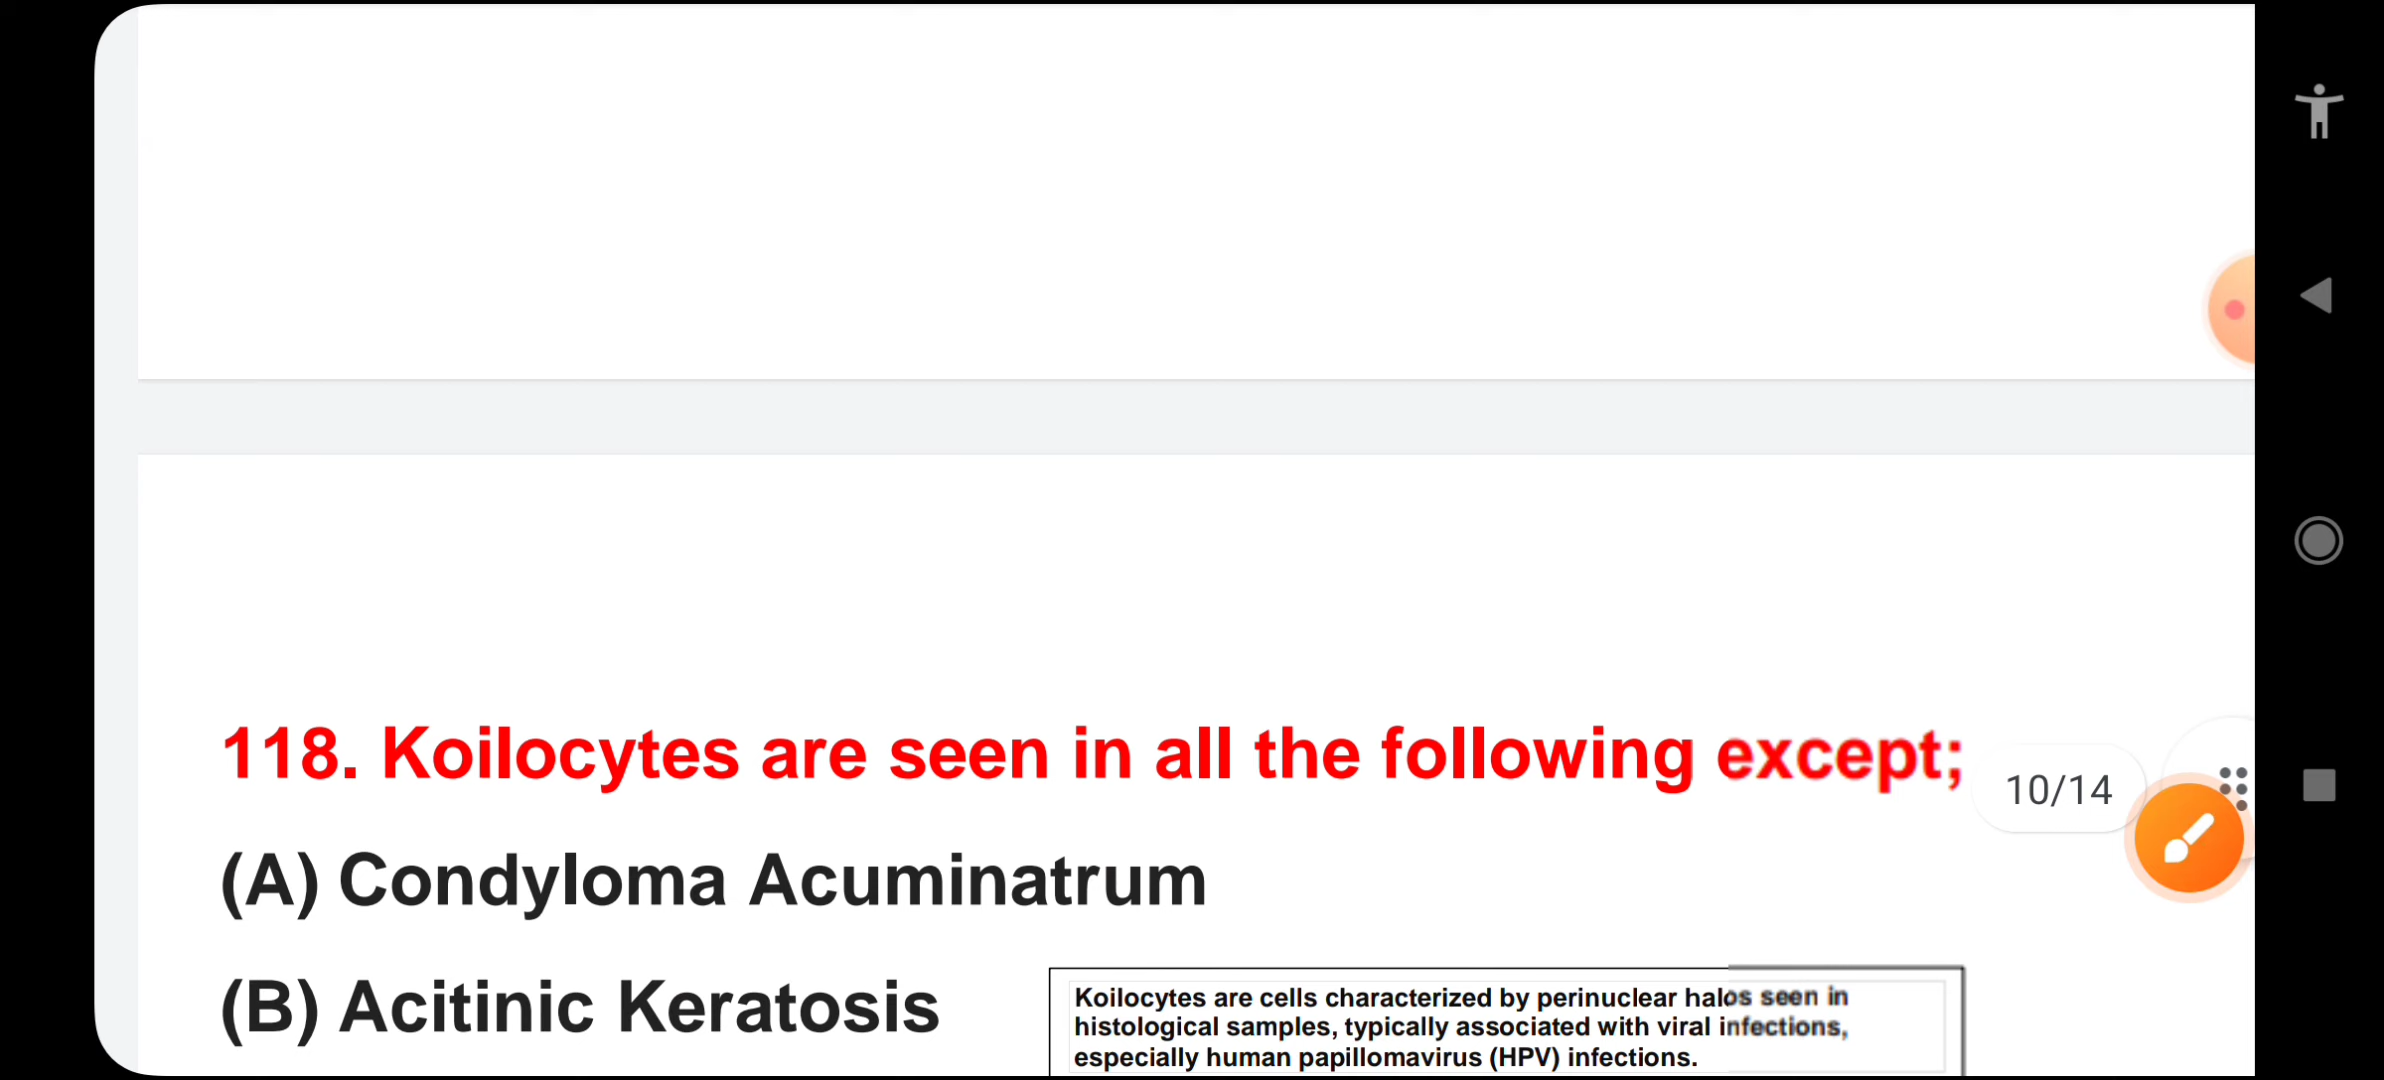 118. Koilocytes are seen in all the following except;
10/14
(A) Condyloma Acuminatrum
(B) Acitinic Keratosis
Koilocytes are cells characterized by perinuclear halos seen in
histological samples, typically associated with viral infections,
especially human papillomavirus (HPV) infections.